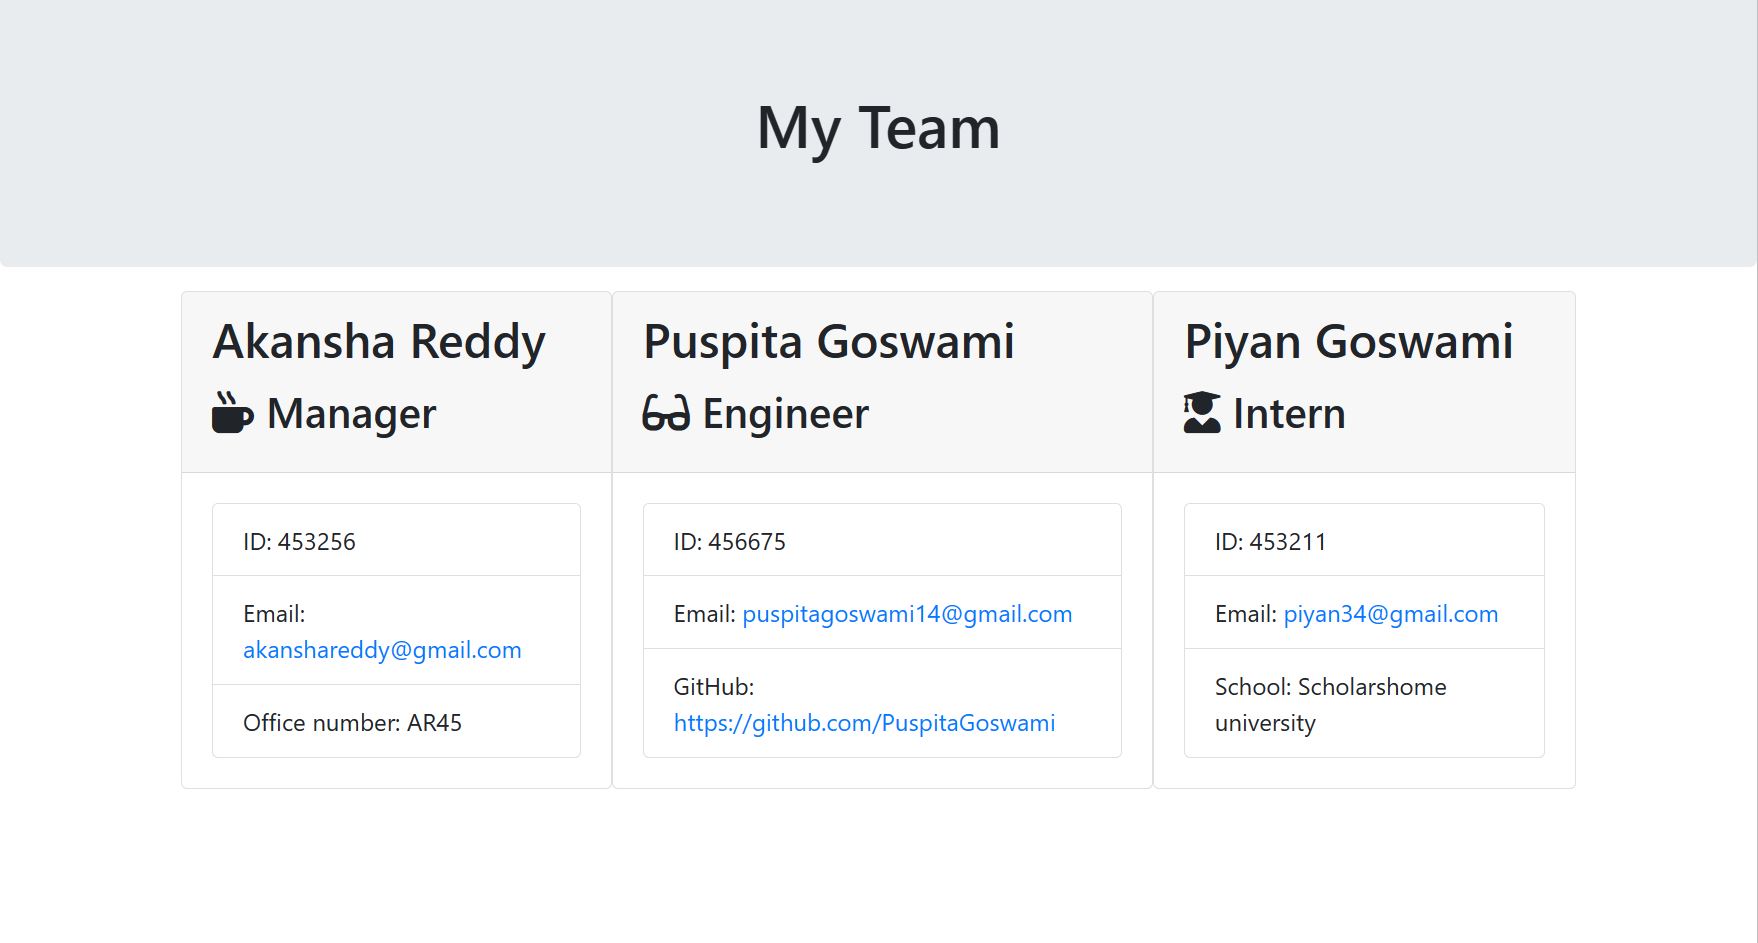 My Team
Akansha Reddy
Manager
ID: 453256
Email:
akanshareddy@gmail.com
Office number: AR45
Puspita Goswami
Engineer
ID: 456675
Email: puspitagoswami14@gmail.com
GitHub:
https://github.com/PuspitaGoswami
Piyan Goswami
Intern
ID: 453211
Email: piyan34@gmail.com
School: Scholarshome
university